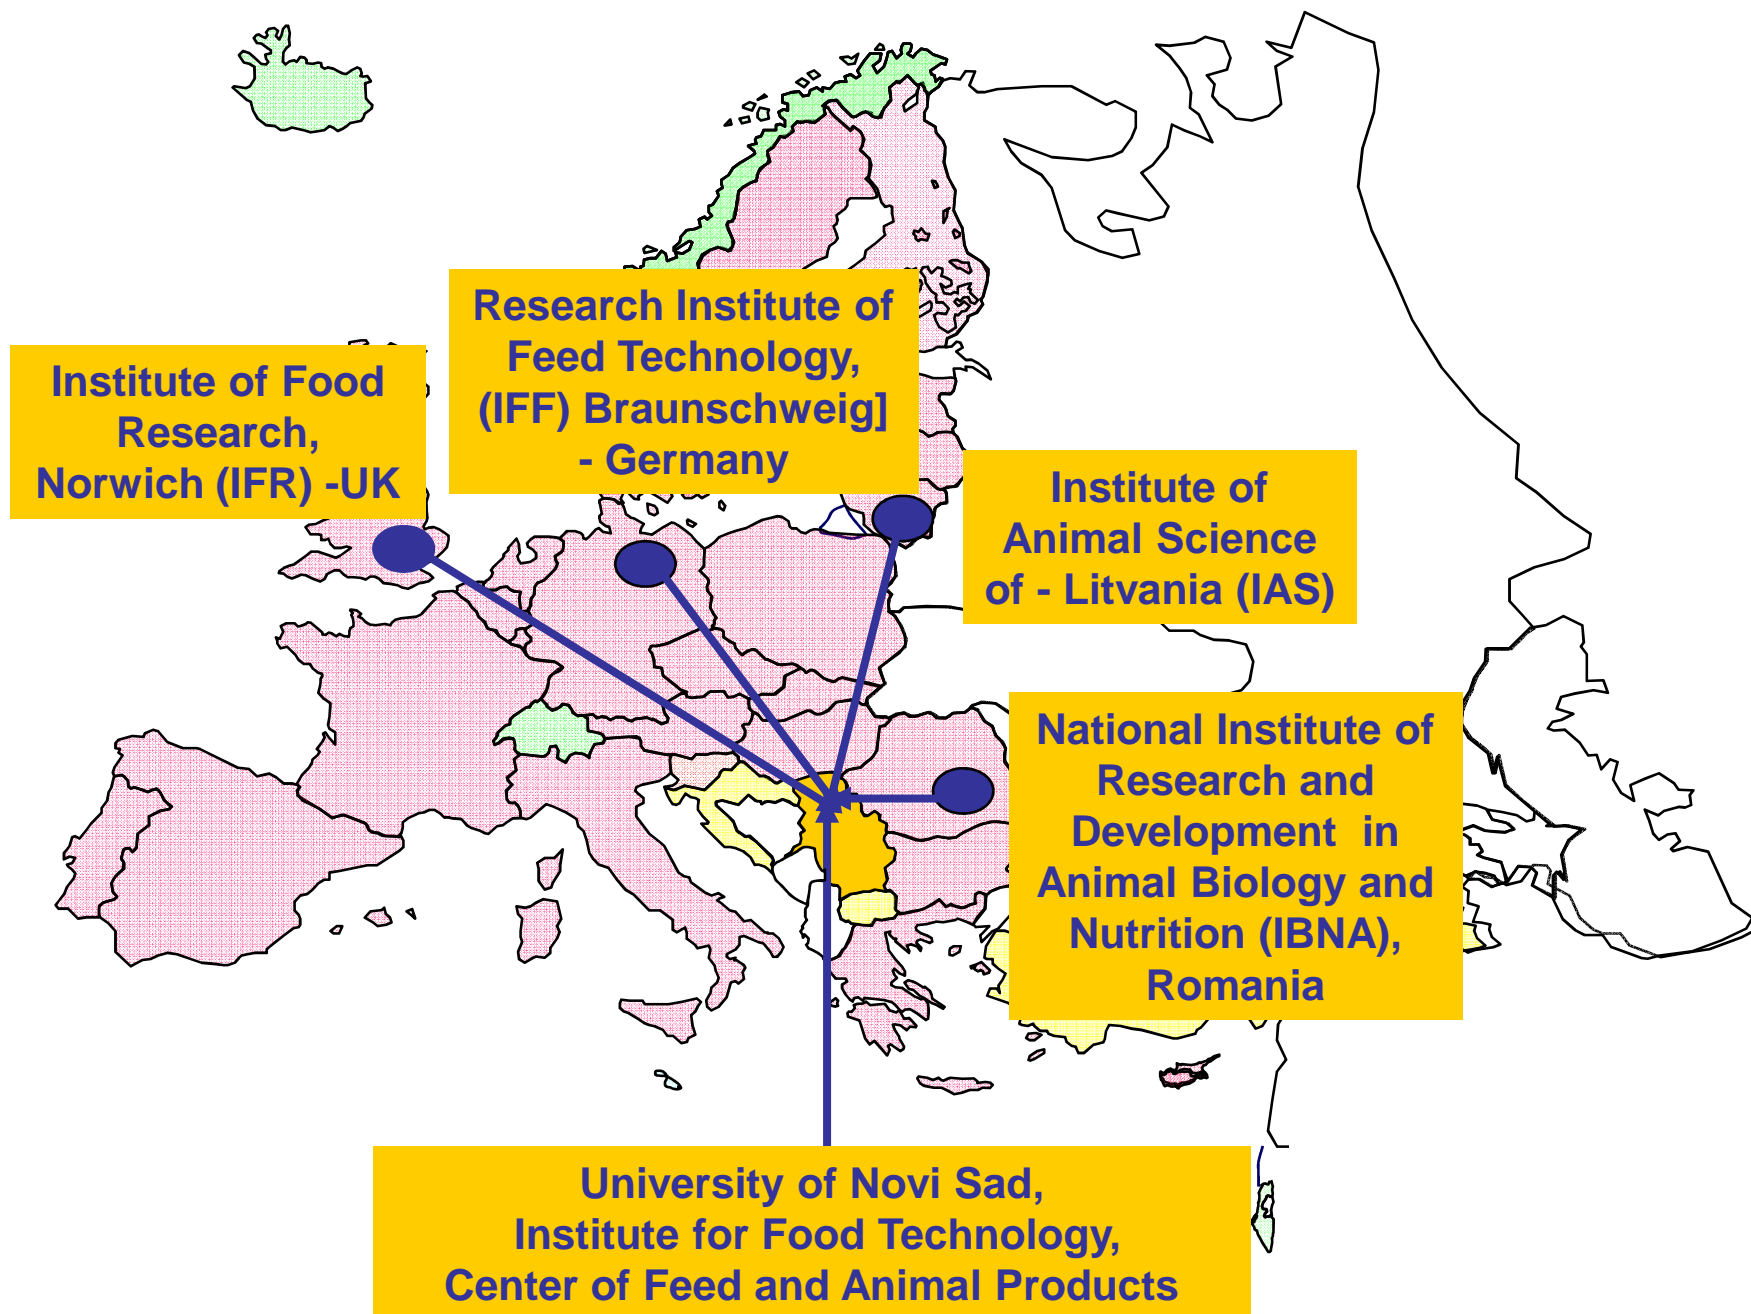 Research Institute of
Feed Technology,
(IFF) Braunschweig]
- Germany
Institute of Food
Research,
Norwich (IFR) -UK
Institute of
Animal Science
of - Litvania (IAS)
National Institute of
Research and
Development in
Animal Biology and
Nutrition (IBNA),
Romania
University of Novi Sad,
Institute for Food Technology,
Center of Feed and Animal Products